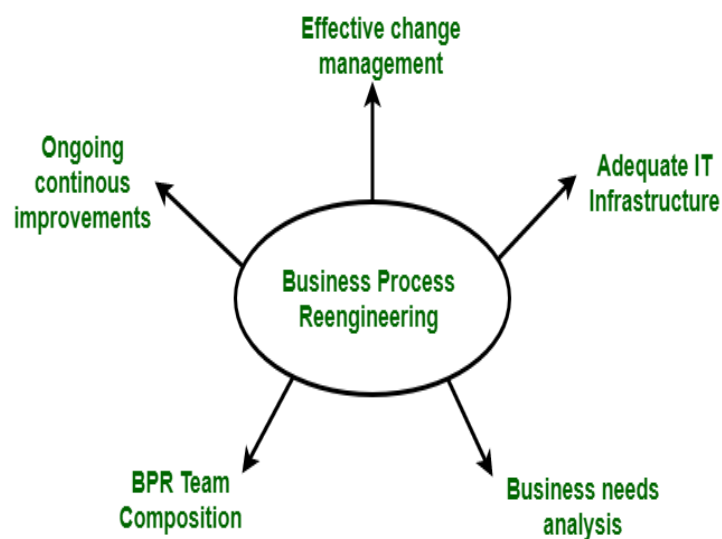 Effective change
management
Ongoing
continous
improvements
Adequate IT
Infrastructure
Business Process
Reengineering
BPR Team
Composition
Business needs
analysis